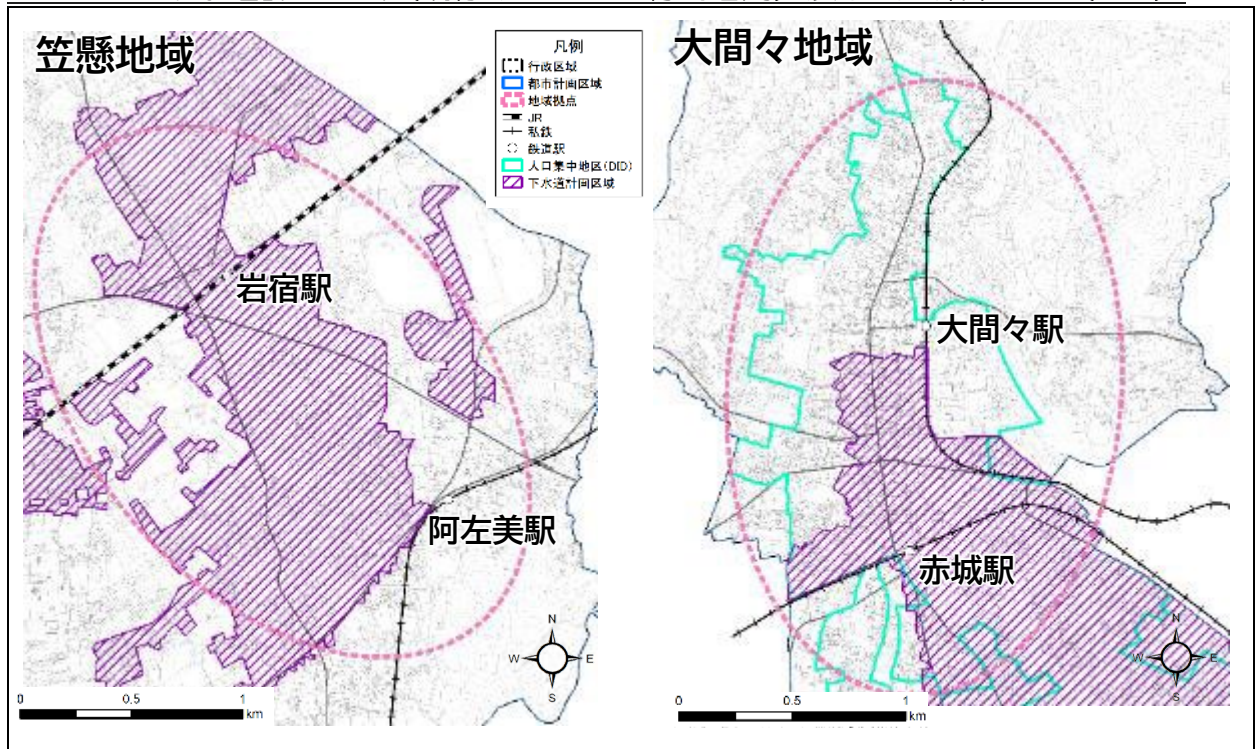 笠懸地域
凡例
行政区域
都市計画区域
地域拠点
JR
私鉄
鉄道駅
人口集中地区(DID)
下水道計画区域
岩宿駅
阿左美駅
N
W E
S
0 0.5 1
km
大間々地域
大間々駅
赤城駅
N
W E
S
0 0.5 1
km